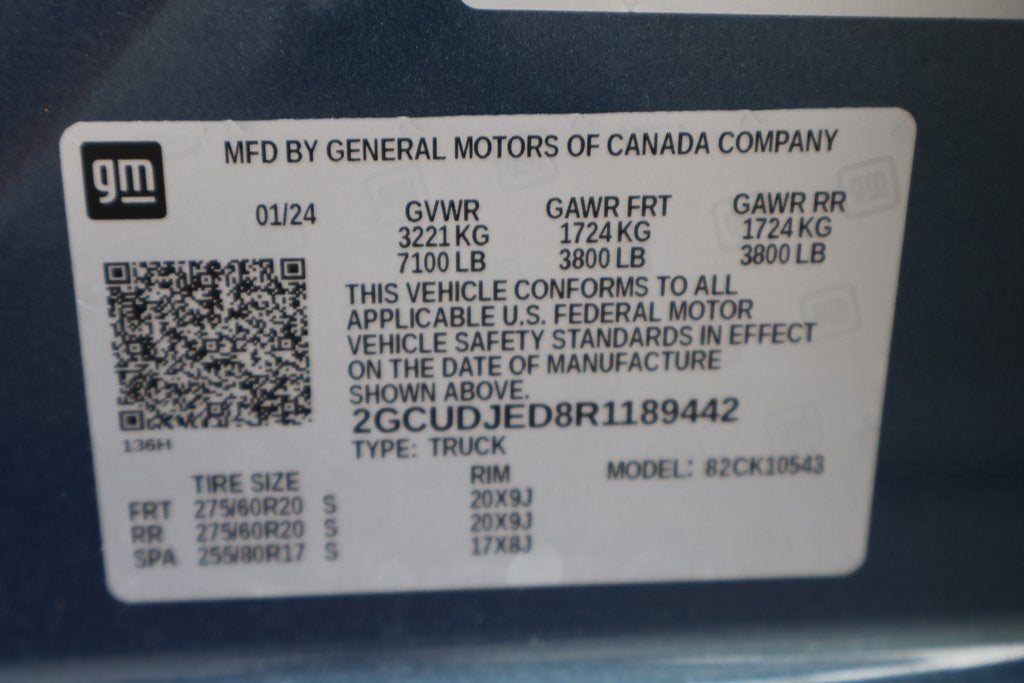 gm
MFD BY GENERAL MOTORS OF CANADA COMPANY
01/24 GVWR GAWR FRT GAWR RR
3221 KG 1724 KG 1724 KG
7100 LB 3800 LB 3800 LB
THIS VEHICLE CONFORMS TO ALL
APPLICABLE U.S. FEDERAL MOTOR
VEHICLE SAFETY STANDARDS IN EFFECT
ON THE DATE OF MANUFACTURE
SHOWN ABOVE.
2GCUDJED8R1189442
136H
TYPE: TRUCK
TIRE SIZE RIM MODEL: 82CK10543
FRT 275/60R20 S 20X9J
RR 275/60R20 S 20X9J
SPA 255/80R17 S 17X8J